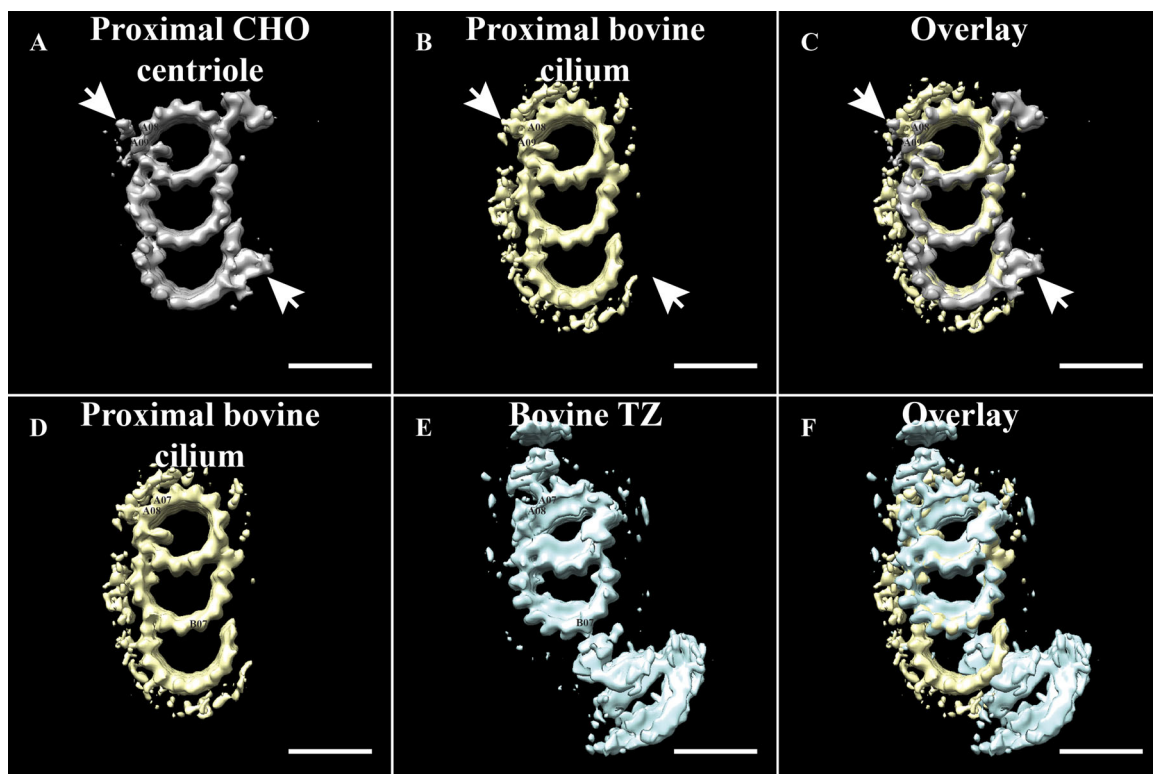 A
Proximal CHO
centriole
A08
A09
B
Proximal bovine
cilium
A08
A09
C
Overlay
A08
A09
D
Proximal bovine
cilium
A07
A08
B07
E
Bovine TZ
A07
A08
B07
F
Overlay